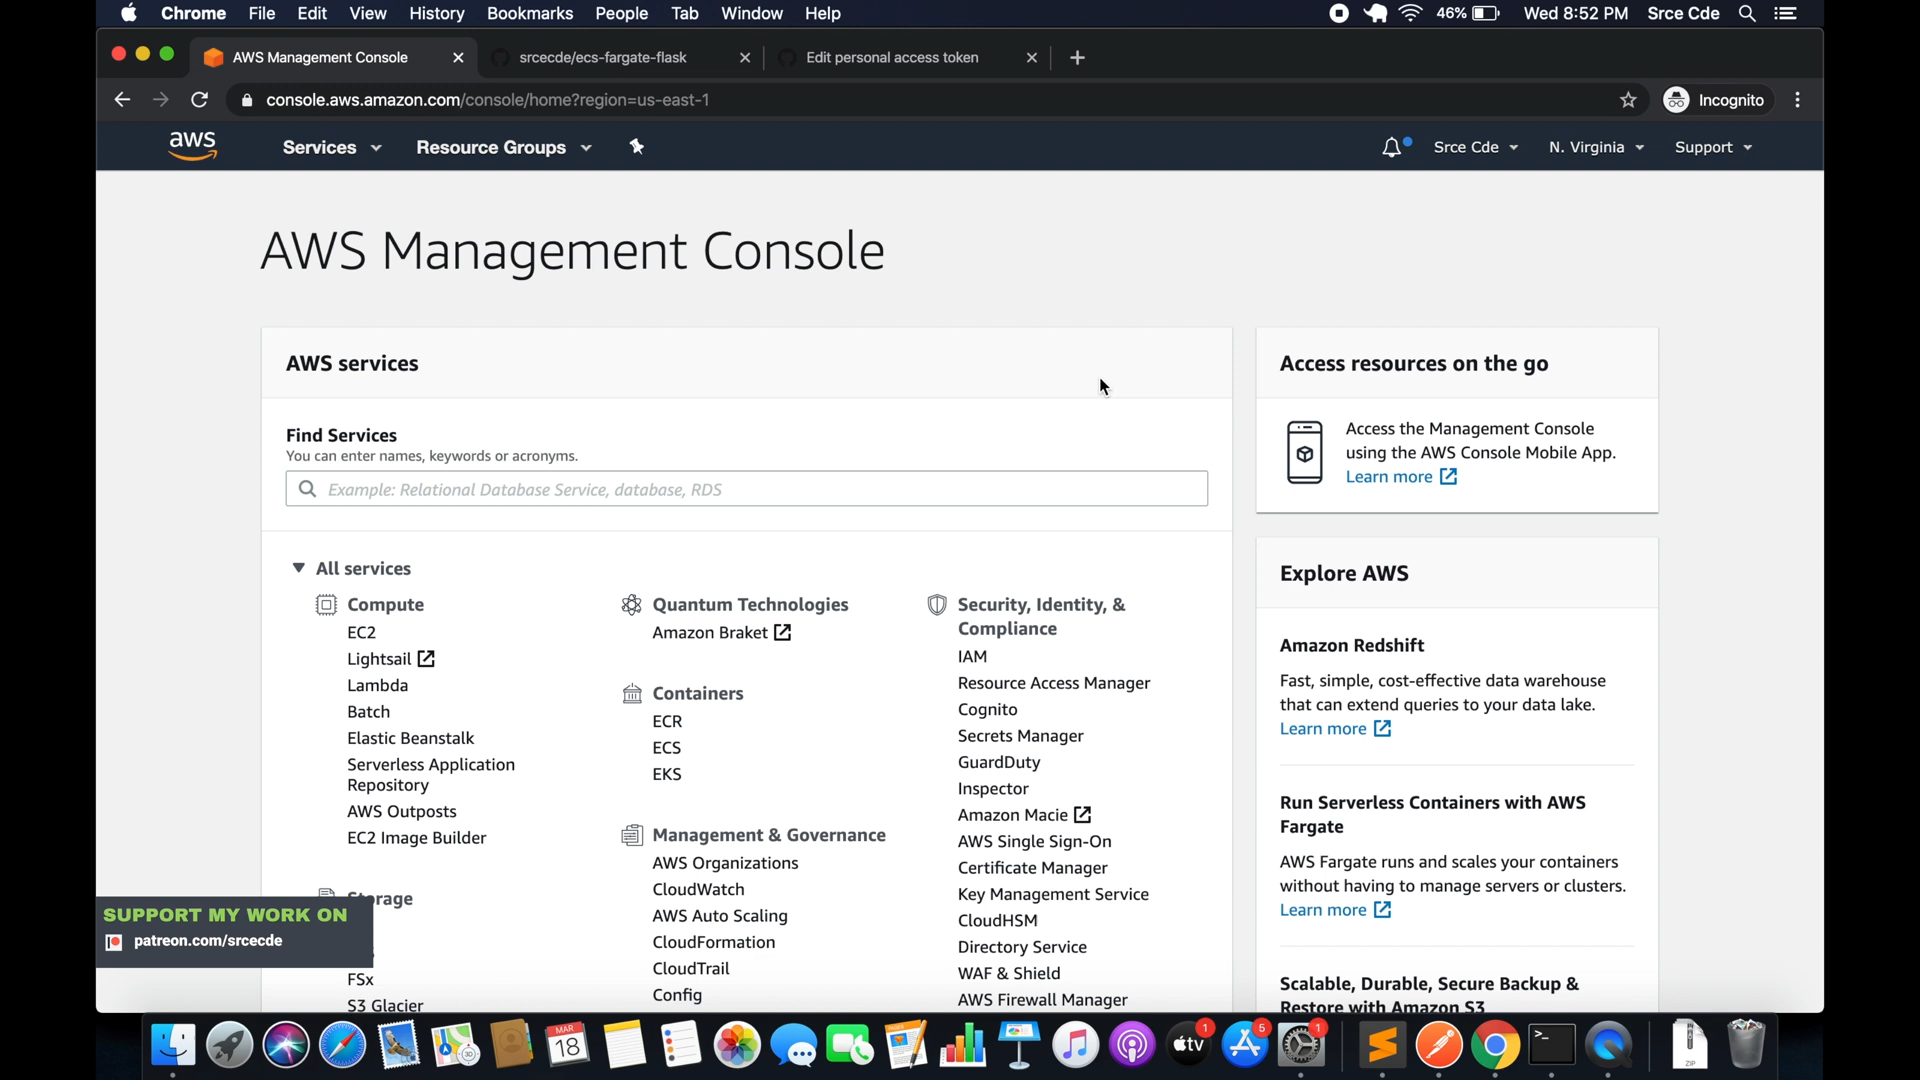 Chrome File Edit View History Bookmarks People Tab Window Help
46% Wed 8:52 PM Srce Cde
AWS Management Console
srcecde/ecs-fargate-flask
Edit personal access token
console.aws.amazon.com/console/home?region=us-east-1
Incognito
aws
Services
Resource Groups
Srce Cde
N. Virginia
Support
AWS Management Console
AWS services
Find Services
You can enter names, keywords or acronyms.
Example: Relational Database Service, database, RDS
All services
Compute
EC2
Lightsail
Lambda
Batch
Elastic Beanstalk
Serverless Application
Repository
AWS Outposts
EC2 Image Builder
Storage
FSx
S3 Glacier
Quantum Technologies
Amazon Braket
Containers
ECR
ECS
EKS
Management & Governance
AWS Organizations
CloudWatch
AWS Auto Scaling
CloudFormation
CloudTrail
Config
Security, Identity, &
Compliance
IAM
Resource Access Manager
Cognito
Secrets Manager
GuardDuty
Inspector
Amazon Macie
AWS Single Sign-On
Certificate Manager
Key Management Service
CloudHSM
Directory Service
WAF & Shield
AWS Firewall Manager
Access resources on the go
Access the Management Console
using the AWS Console Mobile App.
Learn more
Explore AWS
Amazon Redshift
Fast, simple, cost-effective data warehouse
that can extend queries to your data lake.
Learn more
Run Serverless Containers with AWS
Fargate
AWS Fargate runs and scales your containers
without having to manage servers or clusters.
Learn more
Scalable, Durable, Secure Backup &
Restore with Amazon S3
SUPPORT MY WORK ON
patreon.com/srcecde
MAR
18
3D
PAGES
tv
1
5
1
ZIP